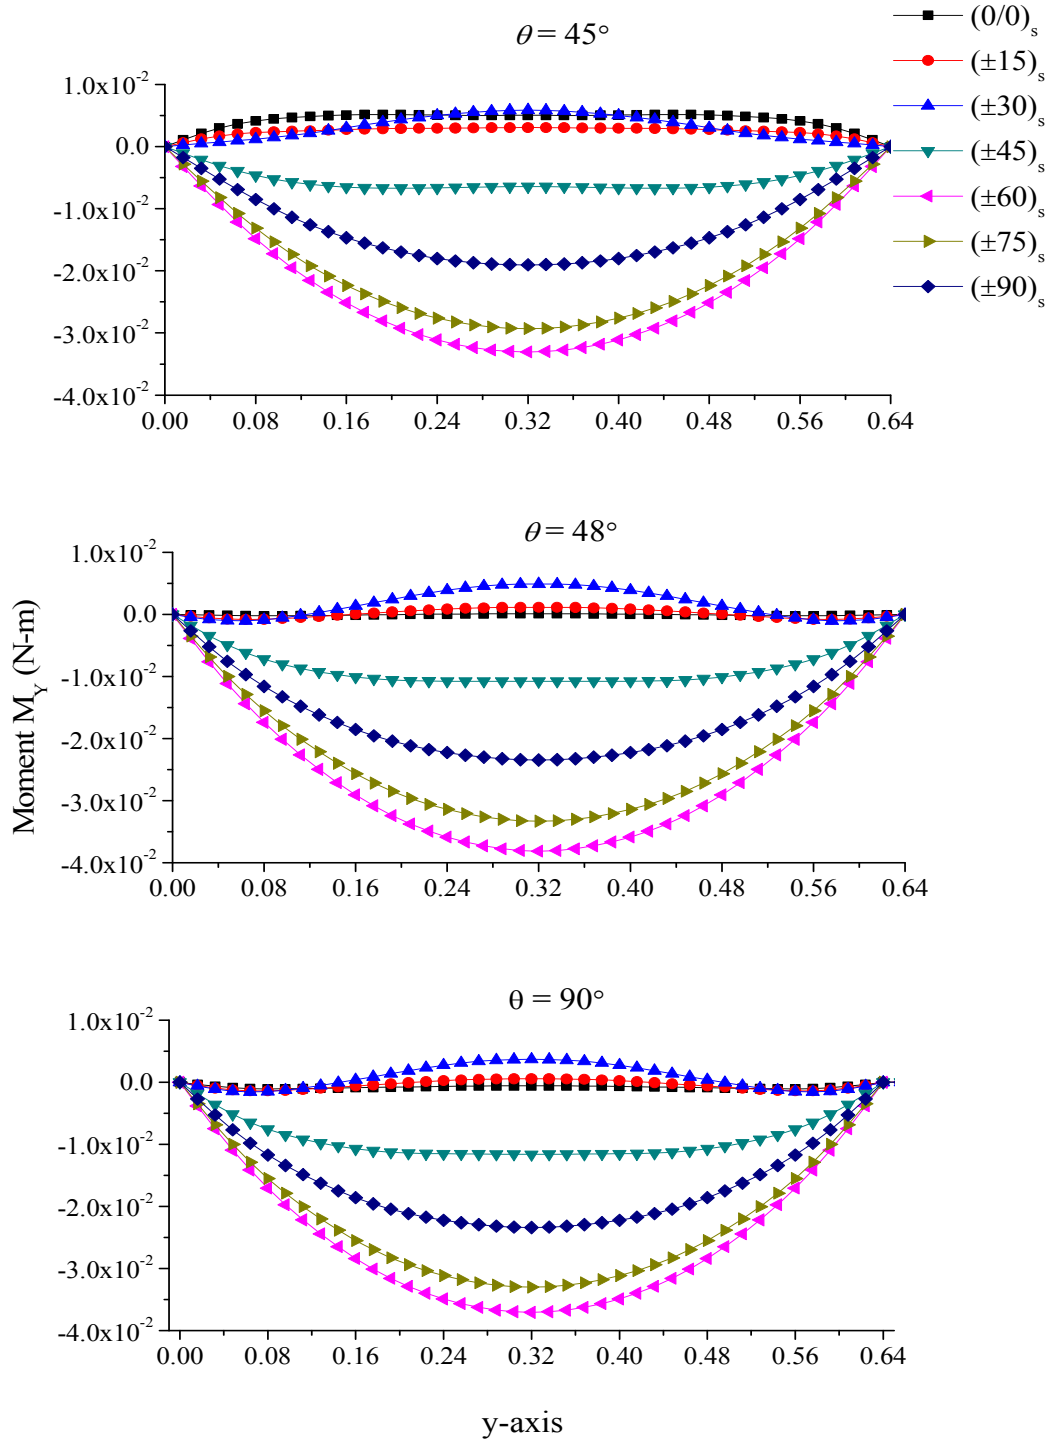 θ = 45°
(0/0)s
(±15)s
(±30)s
(±45)s
(±60)s
(±75)s
(±90)s
1.0x10-2
0.0
-1.0x10-2
-2.0x10-2
-3.0x10-2
-4.0x10-2
0.00 0.08 0.16 0.24 0.32 0.40 0.48 0.56 0.64
θ = 48°
Moment MY (N-m)
1.0x10-2
0.0
-1.0x10-2
-2.0x10-2
-3.0x10-2
-4.0x10-2
0.00 0.08 0.16 0.24 0.32 0.40 0.48 0.56 0.64
θ = 90°
1.0x10-2
0.0
-1.0x10-2
-2.0x10-2
-3.0x10-2
-4.0x10-2
0.00 0.08 0.16 0.24 0.32 0.40 0.48 0.56 0.64
y-axis